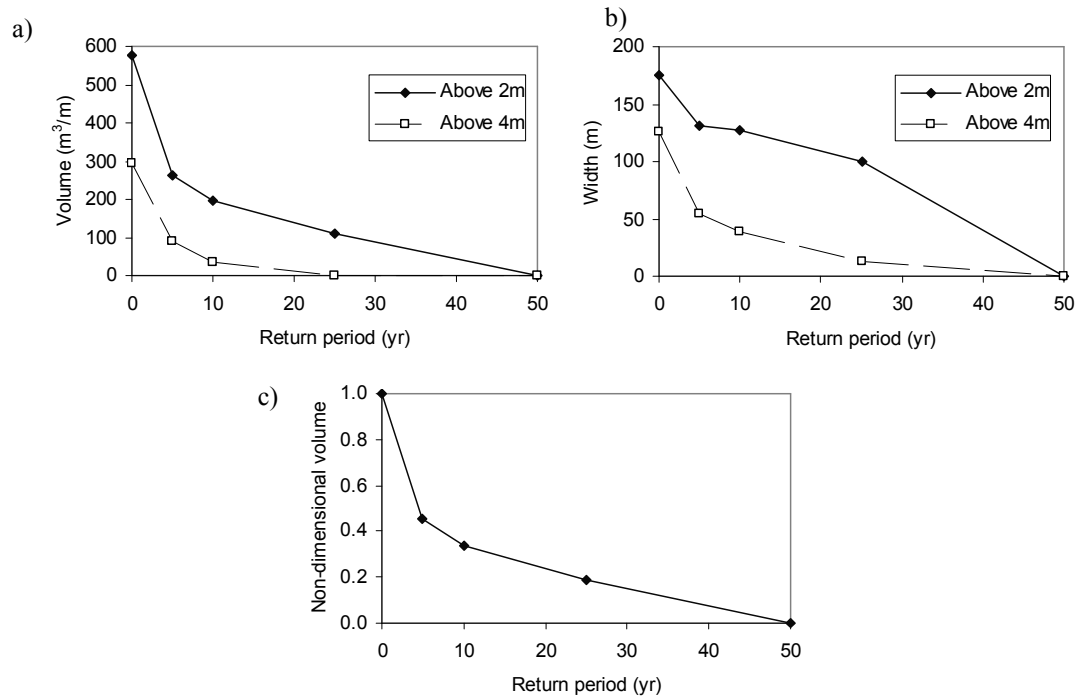 a)
600
500
400
300
200
100
0
Volume (m³/m)
Above 2m
Above 4m
0 10 20 30 40 50
Return period (yr)
b)
200
150
100
50
0
Width (m)
Above 2m
Above 4m
0 10 20 30 40 50
Return period (yr)
c)
1.0
0.8
0.6
0.4
0.2
0.0
Non-dimensional volume
0 10 20 30 40 50
Return period (yr)